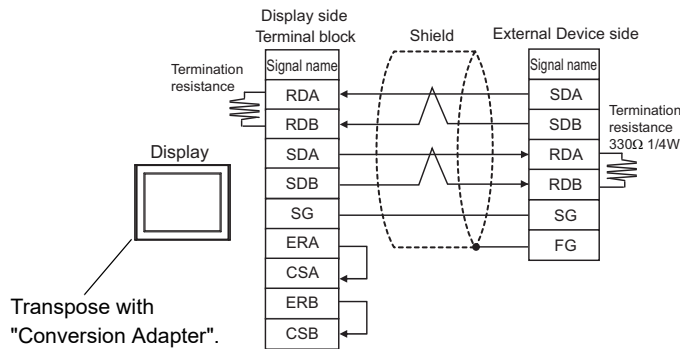 Display side
Terminal block
Shield
External Device side
Termination
resistance
Signal name
RDA
RDB
SDA
SDB
SG
ERA
CSA
ERB
CSB
Signal name
SDA
SDB
RDA
RDB
SG
FG
Termination
resistance
330Ω 1/4W
Display
Transpose with
"Conversion Adapter".